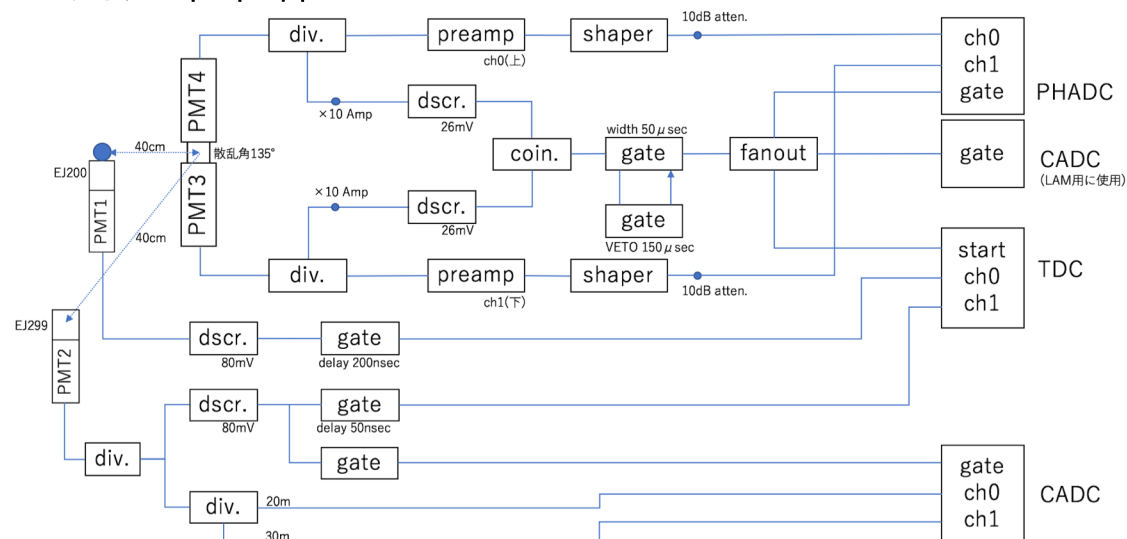 10dB atten.
div.
preamp
shaper
ch0(上)
ch0
ch1
gate
PHADC
PMT4
×10 Amp
dscr.
26mV
40cm
散乱角135°
EJ200
coin.
width 50μsec
gate
fanout
gate
CADC
(LAM用に使用)
PMT3
PMT1
×10 Amp
dscr.
26mV
gate
VETO 150μsec
40cm
div.
preamp
shaper
ch1(下)
10dB atten.
start
ch0
ch1
TDC
EJ299
PMT2
dscr.
80mV
gate
delay 200nsec
dscr.
80mV
gate
delay 50nsec
div.
gate
gate
ch0
ch1
CADC
div.
20m
30m